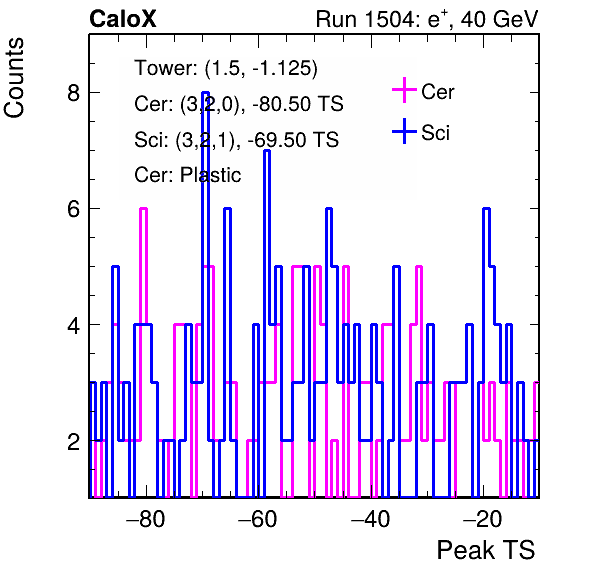 CaloX Run 1504: e+, 40 GeV
Counts
Tower: (1.5, -1.125)
Cer: (3,2,0), -80.50 TS
Sci: (3,2,1), -69.50 TS
Cer: Plastic
Cer
Sci
8
6
4
2
−80 −60 −40 −20
Peak TS